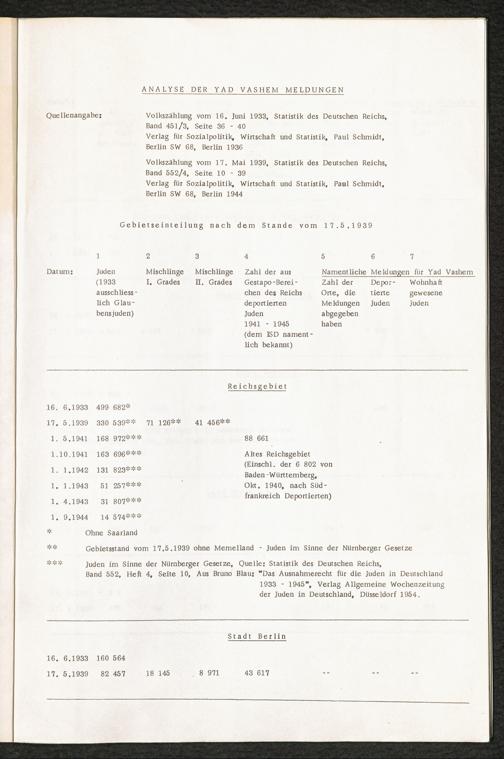 ANALYSE DER YAD VASHEM MELDUNGEN
Quellenangabe: Volkszählung vom 16. Juni 1933, Statistik des Deutschen Reichs,
Band 451/3, Seite 36 - 40
Verlag für Sozialpolitik, Wirtschaft und Statistik, Paul Schmidt,
Berlin SW 68, Berlin 1936
Volkszählung vom 17. Mai 1939, Statistik des Deutschen Reichs,
Band 552/4, Seite 10 - 39
Verlag für Sozialpolitik, Wirtschaft und Statistik, Paul Schmidt,
Berlin SW 68, Berlin 1944
Gebietseinteilung nach dem Stande vom 17.5.1939
1 2 3 4 5 6 7
Datum: Juden Mischlinge Mischlinge Zahl der aus Namentliche Meldungen für Yad Vashem
(1933 I. Grades II. Grades Gestapo-Berei- Zahl der Depor- Wohnhaft
ausschliess- chen des Reichs Orte, die tierte gewesene
lich Glau- deportierten Meldungen Juden Juden
bensjuden) Juden abgegeben
1941 - 1945 haben
(dem ISD nament-
lich bekannt)
Reichsgebiet
16. 6.1933 499 682*
17. 5.1939 330 539** 71 126** 41 456**
1. 5.1941 168 972*** 88 661
1.10.1941 163 696*** Altes Reichsgebiet
(Einschl. der 6 802 von
1. 1.1942 131 823*** Baden-Württemberg,
1. 1.1943 51 257*** Okt. 1940, nach Süd-
frankreich Deportierten)
1. 4.1943 31 807***
1. 9.1944 14 574***
* Ohne Saarland
** Gebietsstand vom 17.5.1939 ohne Memelland - Juden im Sinne der Nürnberger Gesetze
*** Juden im Sinne der Nürnberger Gesetze, Quelle: Statistik des Deutschen Reichs,
Band 552, Heft 4, Seite 10, Aus Bruno Blau: "Das Ausnahmerecht für die Juden in Deutschland
1933 - 1945", Verlag Allgemeine Wochenzeitung
der Juden in Deutschland, Düsseldorf 1954.
Stadt Berlin
16. 6.1933 160 564
17. 5.1939 82 457 18 145 8 971 43 617 -- -- --